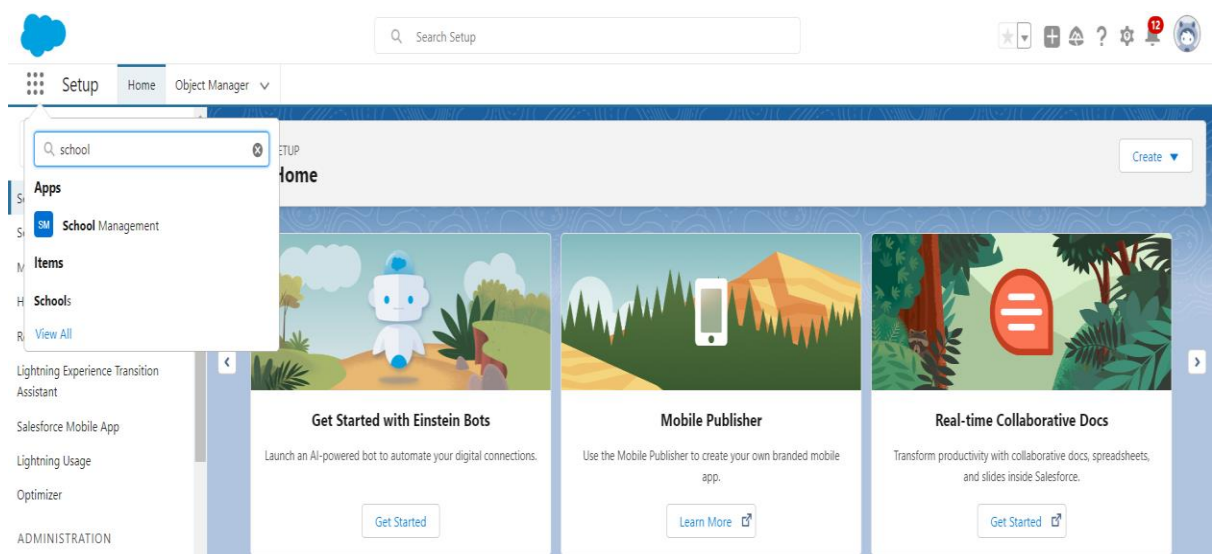 Search Setup
12
Setup
Home
Object Manager
school
Apps
SM
School Management
Items
Schools
View All
Lightning Experience Transition
Assistant
Salesforce Mobile App
Lightning Usage
Optimizer
ADMINISTRATION
ETUP
Home
Create
Get Started with Einstein Bots
Launch an AI-powered bot to automate your digital connections.
Get Started
Mobile Publisher
Use the Mobile Publisher to create your own branded mobile
app.
Learn More
Real-time Collaborative Docs
Transform productivity with collaborative docs, spreadsheets,
and slides inside Salesforce.
Get Started